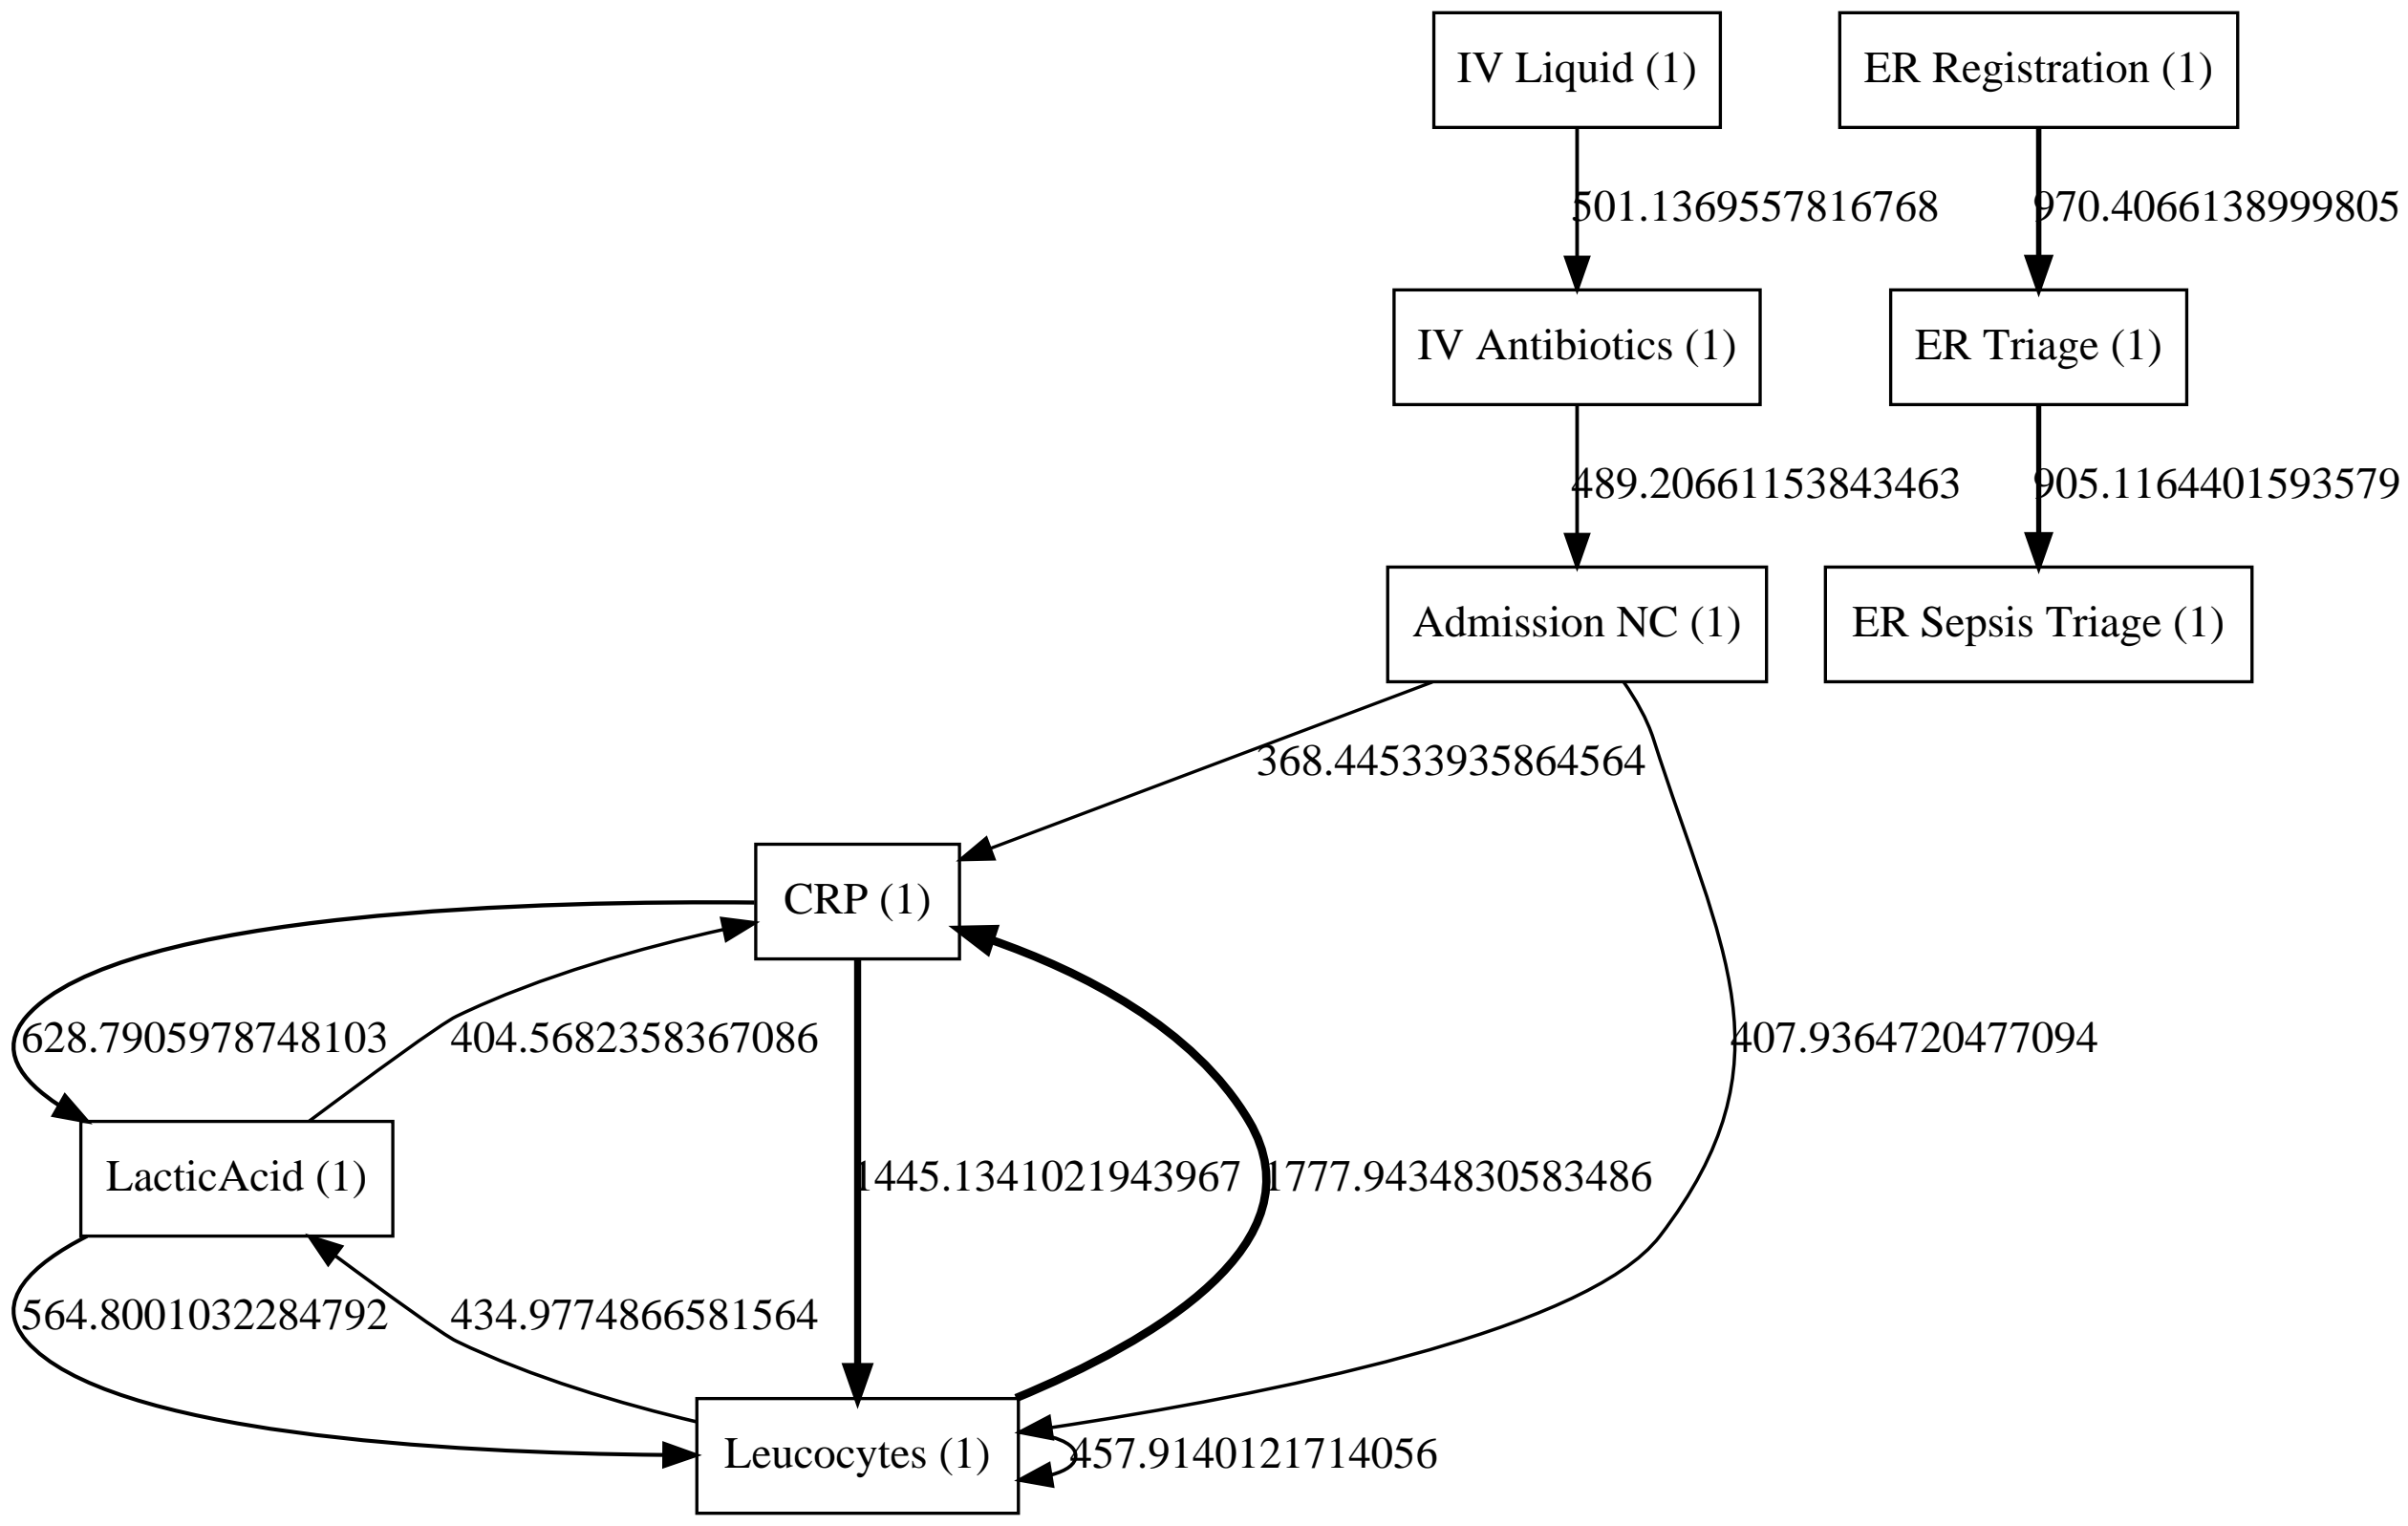 IV Liquid (1)
ER Registration (1)
501.1369557816768
970.4066138999805
IV Antibiotics (1)
ER Triage (1)
489.20661153843463
905.1164401593579
Admission NC (1)
ER Sepsis Triage (1)
368.44533935864564
CRP (1)
628.7905978748103
404.5682358367086
407.9364720477094
LacticAcid (1)
1445.1341021943967
1777.9434830583486
564.8001032284792
434.9774866581564
Leucocytes (1)
457.9140121714056